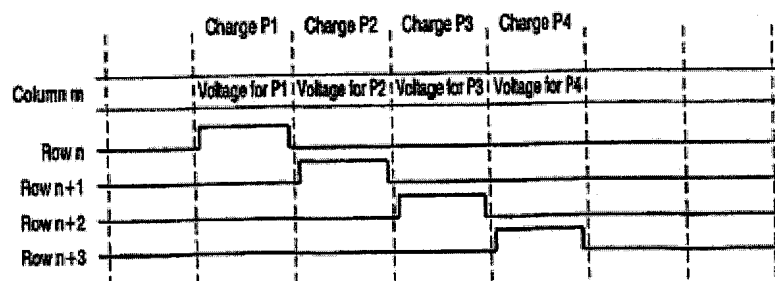 Charge P1 Charge P2 Charge P3 Charge P4
Column m Voltage for P1 Voltage for P2 Voltage for P3 Voltage for P4
Row n
Row n+1
Row n+2
Row n+3